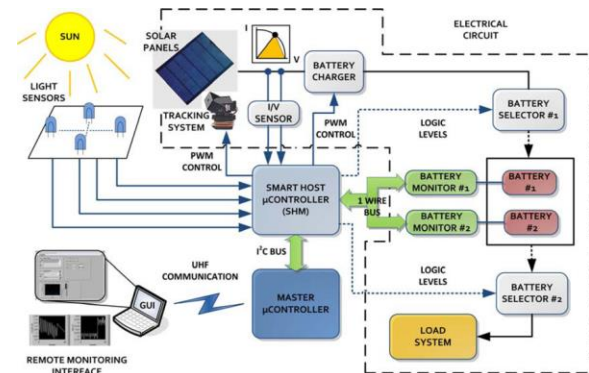 SUN
LIGHT
SENSORS
SOLAR
PANELS
TRACKING
SYSTEM
I
V
I/V
SENSOR
BATTERY
CHARGER
ELECTRICAL
CIRCUIT
PWM
CONTROL
PWM
CONTROL
LOGIC
LEVELS
BATTERY
SELECTOR #1
SMART HOST
µCONTROLLER
(SHM)
1 WIRE
BUS
BATTERY
MONITOR #1
BATTERY
#1
BATTERY
MONITOR #2
BATTERY
#2
I²C BUS
UHF
COMMUNICATION
GUI
MASTER
µCONTROLLER
LOGIC
LEVELS
BATTERY
SELECTOR #2
LOAD
SYSTEM
REMOTE MONITORING
INTERFACE